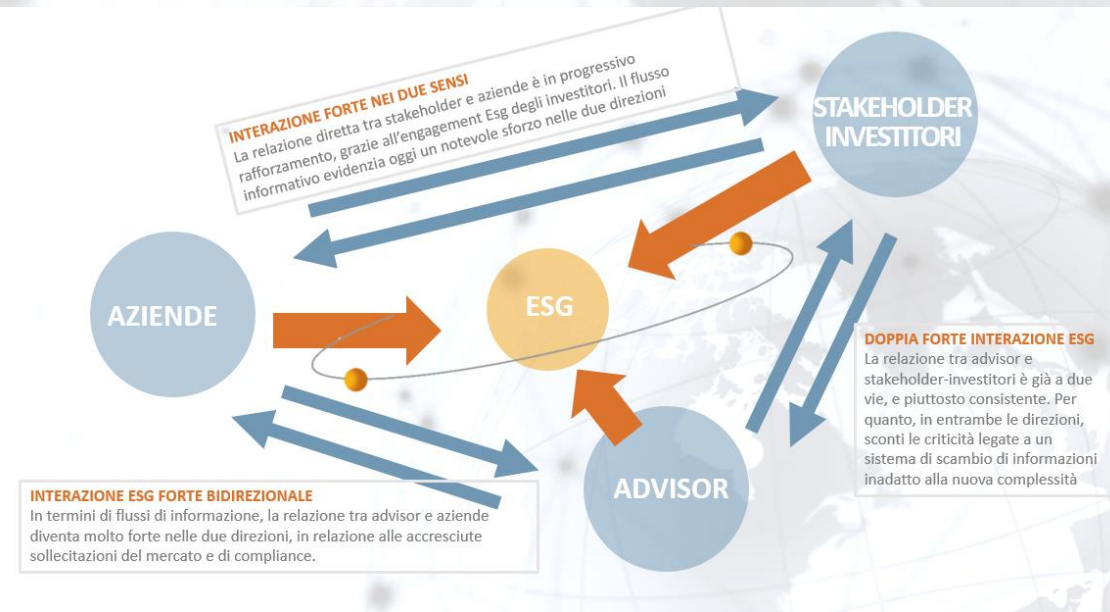 INTERAZIONE FORTE NEI DUE SENSI
La relazione diretta tra stakeholder e aziende è in progressivo
rafforzamento, grazie all'engagement Esg degli investitori. Il flusso
informativo evidenzia oggi un notevole sforzo nelle due direzioni
STAKEHOLDER
INVESTITORI
AZIENDE
ESG
DOPPIA FORTE INTERAZIONE ESG
La relazione tra advisor e
stakeholder-investitori è già a due
vie, e piuttosto consistente. Per
quanto, in entrambe le direzioni,
sconti le criticità legate a un
sistema di scambio di informazioni
inadatto alla nuova complessità
ADVISOR
INTERAZIONE ESG FORTE BIDIREZIONALE
In termini di flussi di informazione, la relazione tra advisor e aziende
diventa molto forte nelle due direzioni, in relazione alle accresciute
sollecitazioni del mercato e di compliance.